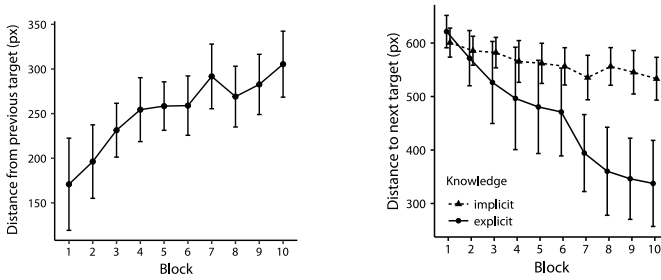 Distance from previous target (px)
350
300
250
200
150
1 2 3 4 5 6 7 8 9 10
Block
Distance to next target (px)
600
500
400
300
Knowledge
implicit
explicit
1 2 3 4 5 6 7 8 9 10
Block